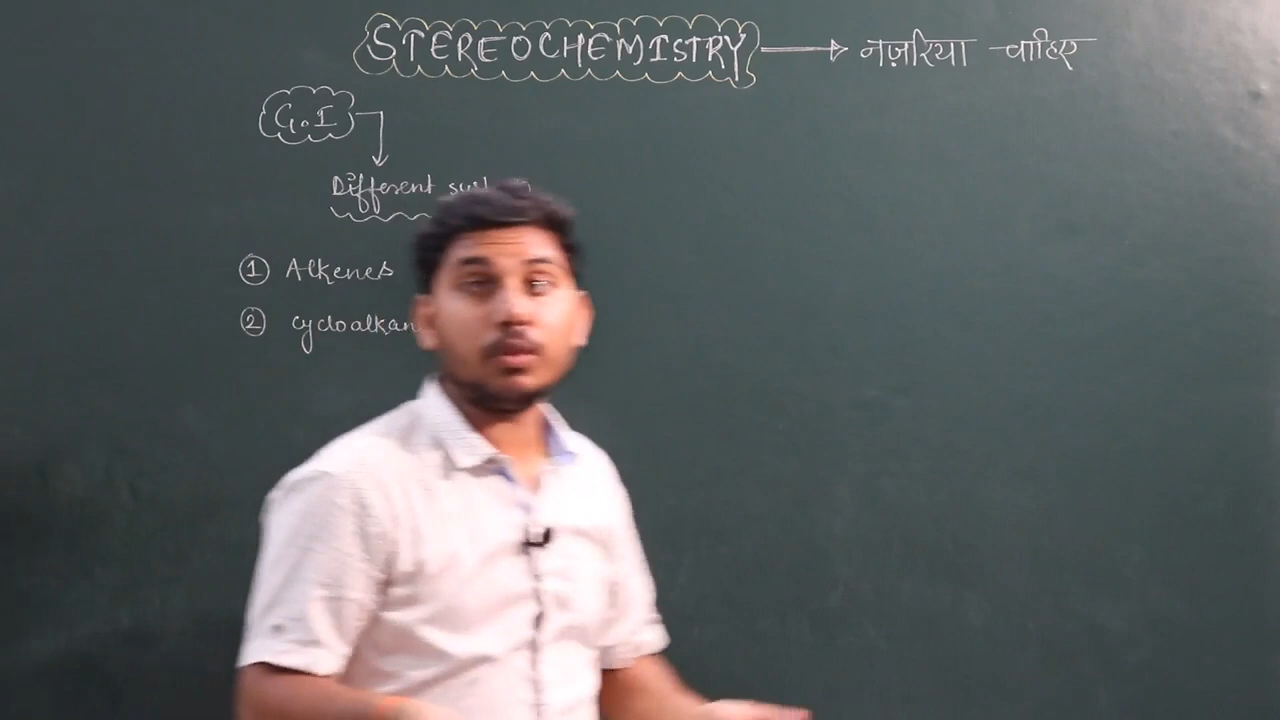 STEREOCHEMISTRY → नज़रिया चाहिए
G.I
Different
① Alkenes
② cycloalkan